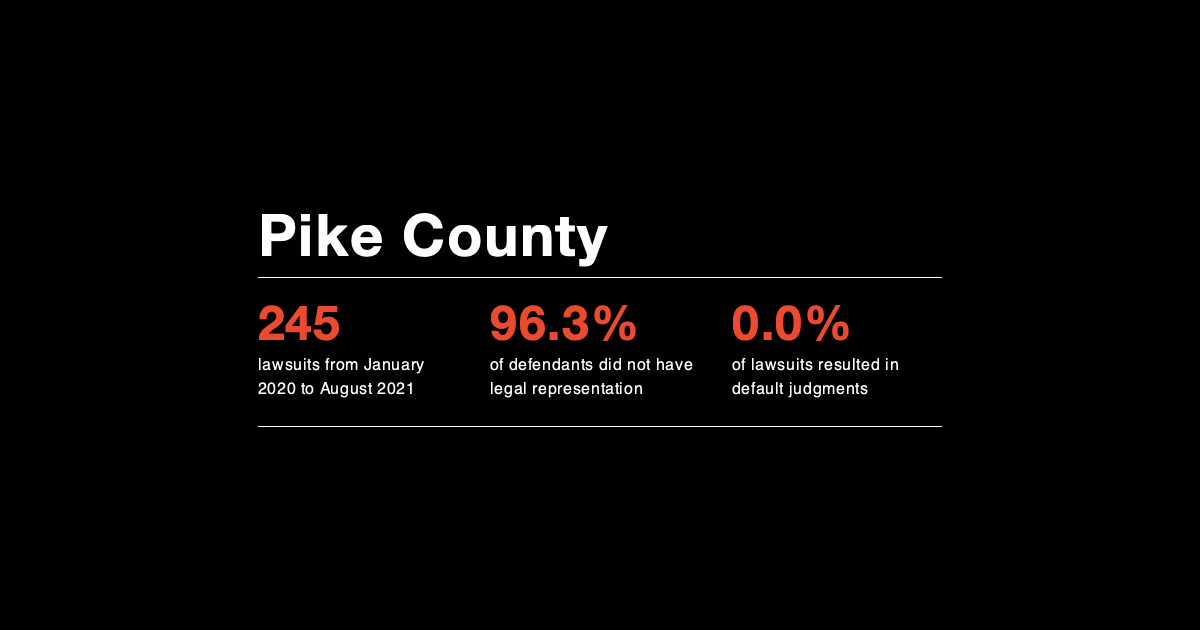 Pike County
245
lawsuits from January
2020 to August 2021
96.3%
of defendants did not have
legal representation
0.0%
of lawsuits resulted in
default judgments